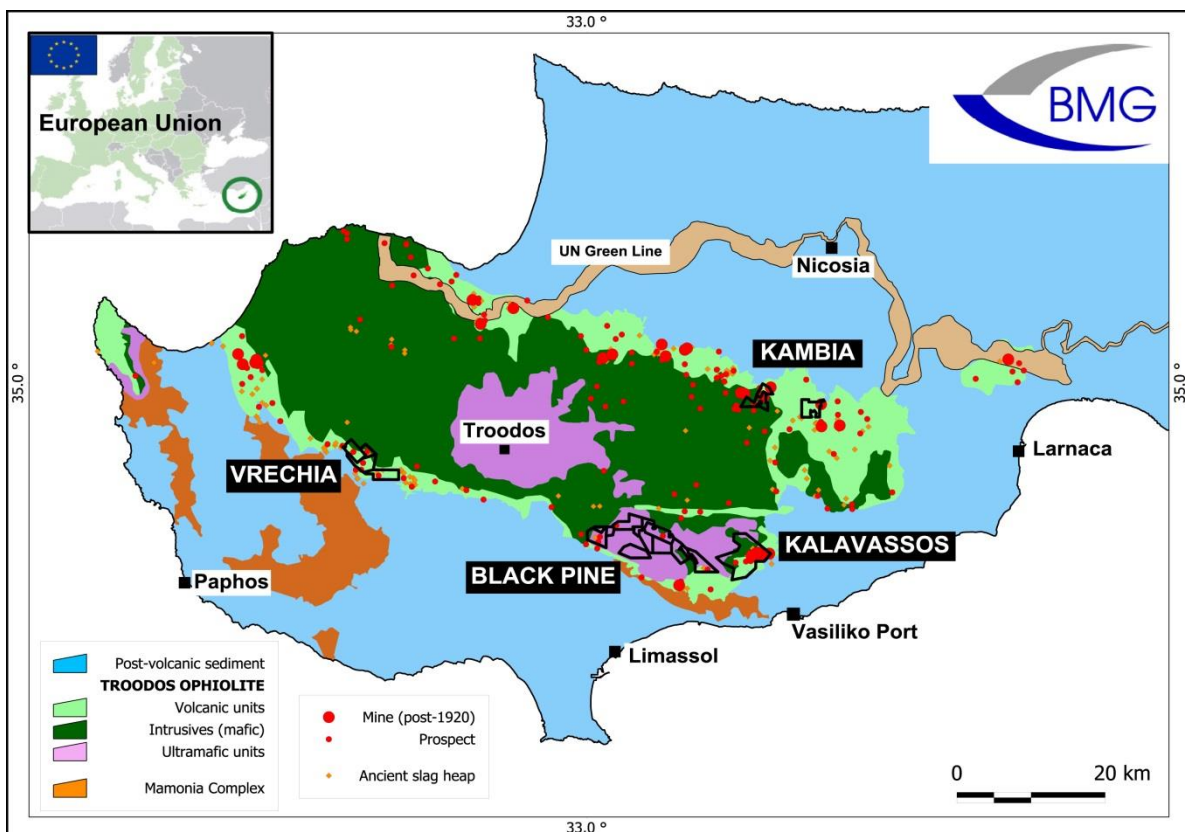 33.0 °
European Union
BMG
UN Green Line
Nicosia
KAMBIA
35.0 °
35.0 °
Troodos
Larnaca
VRECHIA
KALAVASSOS
BLACK PINE
Paphos
Vasiliko Port
Limassol
Post-volcanic sediment
TROODOS OPHIOLITE
Volcanic units
Intrusives (mafic)
Ultramafic units
Mamonia Complex
Mine (post-1920)
Prospect
Ancient slag heap
0 20 km
33.0 °